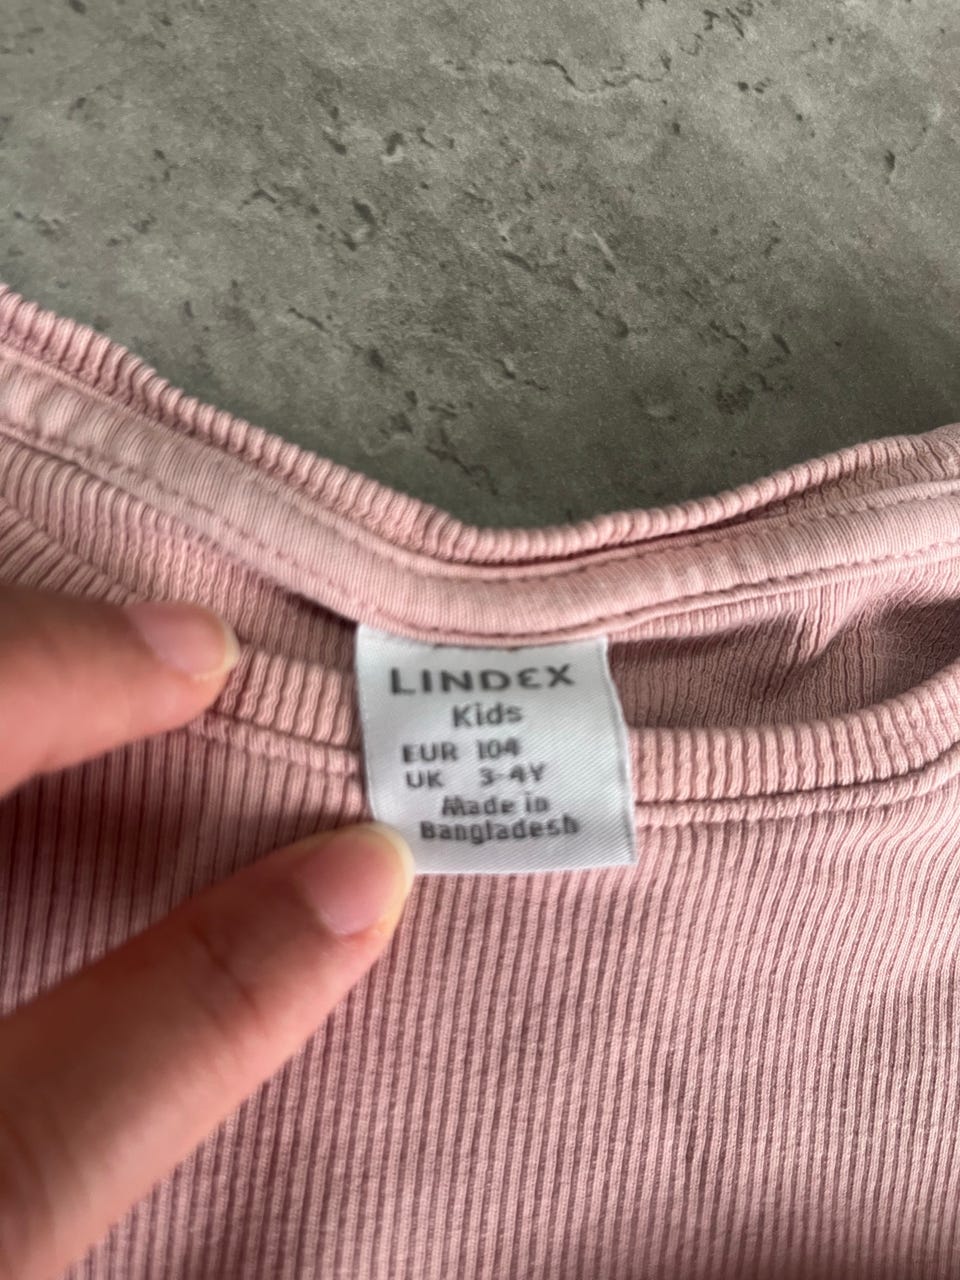 LINDEX
Kids
EUR 104
UK 3-4Y
Made in
Bangladesh